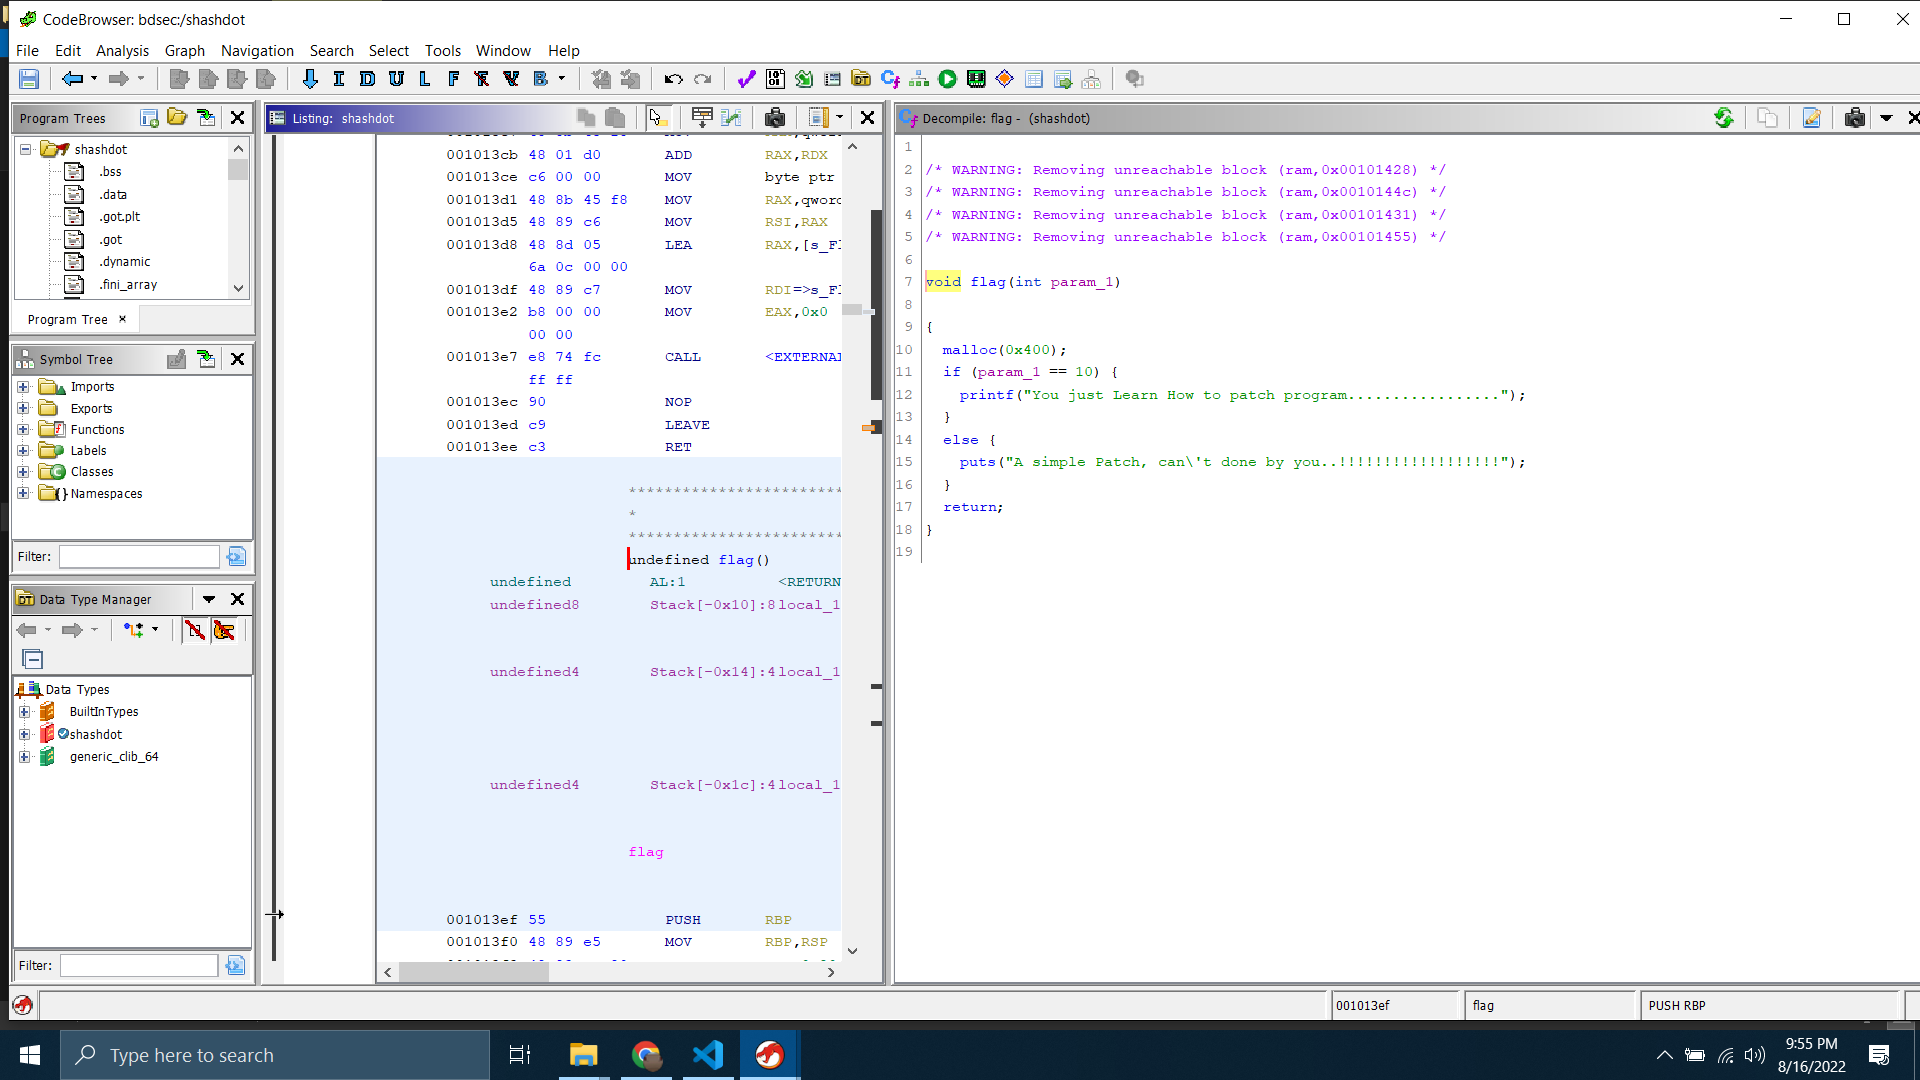 CodeBrowser: bdsec:/shashdot
File Edit Analysis Graph Navigation Search Select Tools Window Help
I D U L F V B
Program Trees
shashdot
.bss
.data
.got.plt
.got
.dynamic
.fini_array
Program Tree
Symbol Tree
Imports
Exports
Functions
Labels
Classes
Namespaces
Filter:
Data Type Manager
Data Types
BuiltInTypes
shashdot
generic_clib_64
Filter:
Listing: shashdot
001013cb 48 01 d0 ADD RAX,RDX
001013ce c6 00 00 MOV byte ptr
001013d1 48 8b 45 f8 MOV RAX,qword
001013d5 48 89 c6 MOV RSI,RAX
001013d8 48 8d 05 LEA RAX,[s_Fl
6a 0c 00 00
001013df 48 89 c7 MOV RDI=>s_Fl
001013e2 b8 00 00 MOV EAX,0x0
00 00
001013e7 e8 74 fc CALL <EXTERNAL
ff ff
001013ec 90 NOP
001013ed c9 LEAVE
001013ee c3 RET
************************
*
************************
undefined flag()
undefined AL:1 <RETURN
undefined8 Stack[-0x10]:8 local_1
undefined4 Stack[-0x14]:4 local_1
undefined4 Stack[-0x1c]:4 local_1
flag
001013ef 55 PUSH RBP
001013f0 48 89 e5 MOV RBP,RSP
Decompile: flag - (shashdot)
1
2 /* WARNING: Removing unreachable block (ram,0x00101428) */
3 /* WARNING: Removing unreachable block (ram,0x0010144c) */
4 /* WARNING: Removing unreachable block (ram,0x00101431) */
5 /* WARNING: Removing unreachable block (ram,0x00101455) */
6
7 void flag(int param_1)
8
9 {
10 malloc(0x400);
11 if (param_1 == 10) {
12 printf("You just Learn How to patch program.................");
13 }
14 else {
15 puts("A simple Patch, can\'t done by you..!!!!!!!!!!!!!!!!!!");
16 }
17 return;
18 }
19
001013ef flag PUSH RBP
Type here to search
9:55 PM
8/16/2022